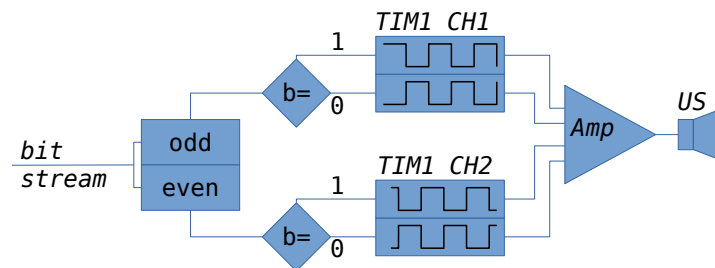 TIM1 CH1
1
b=
0
US
Amp
odd
bit
stream
even
TIM1 CH2
1
b=
0